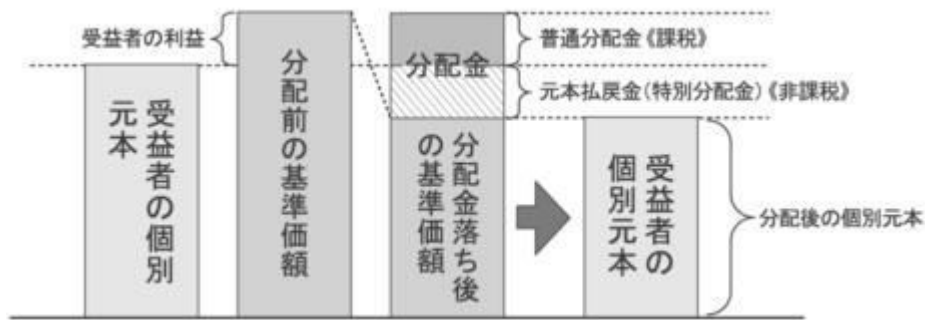 受益者の利益
受益者の個別
元本
分配前の基準価額
分配金
分配金落ち後
の基準価額
普通分配金《課税》
元本払戻金(特別分配金)《非課税》
受益者の
個別元本
分配後の個別元本